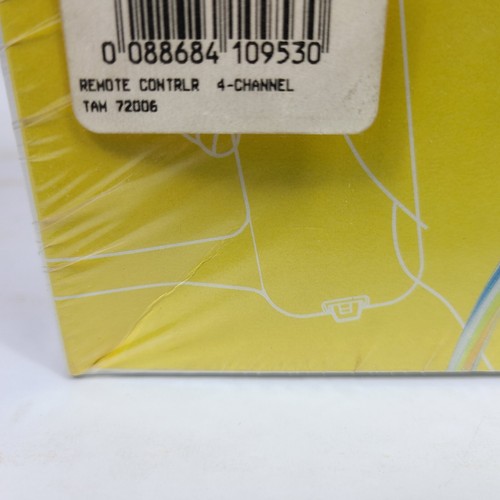 0 088684 109530
REMOTE CONTRLR 4-CHANNEL
TAM 72006